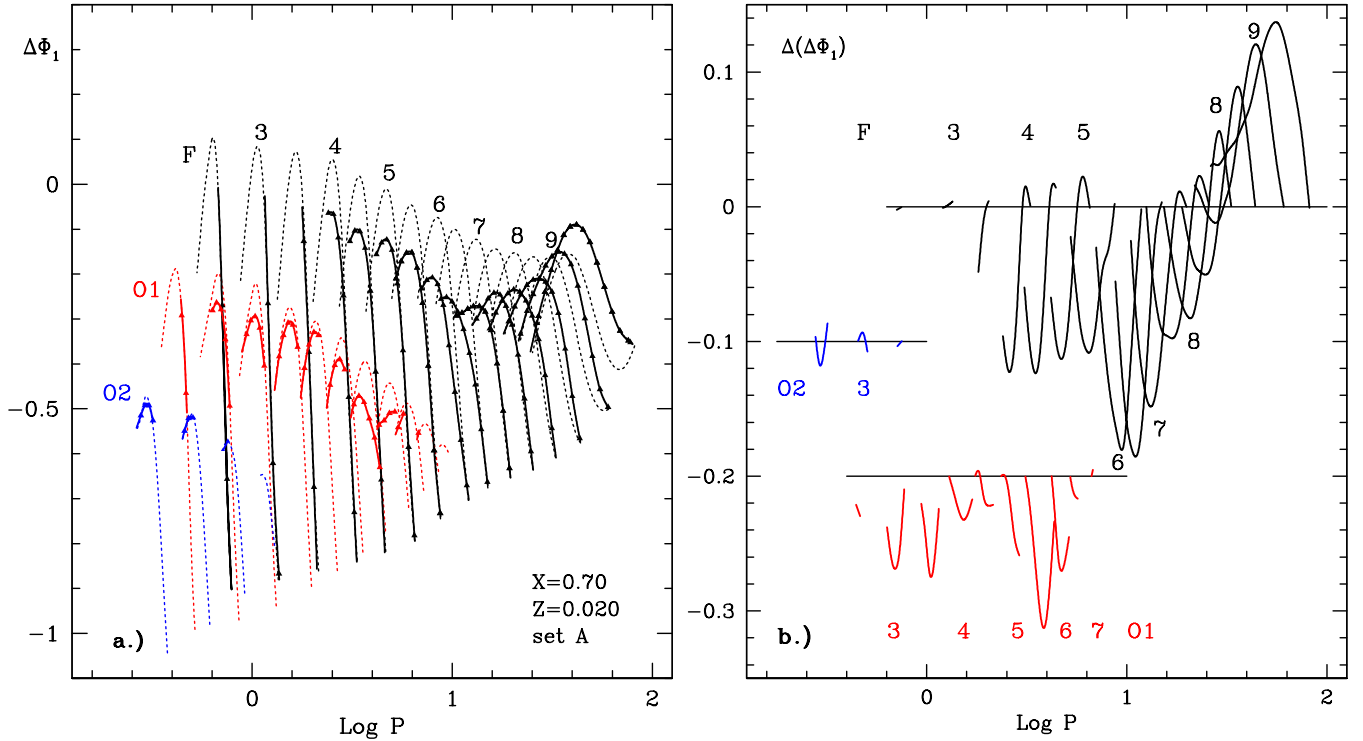 ΔΦ₁
0
−0.5
−1
F
3
4
5
6
7
8
9
O1
O2
X=0.70
Z=0.020
set A
a.)
0 1 2
Log P
Δ(ΔΦ₁)
0.1
0
−0.1
−0.2
−0.3
F 3 4 5
6
7
8
8
9
O2 3
3 4 5 6 7 O1
b.)
0 1 2
Log P